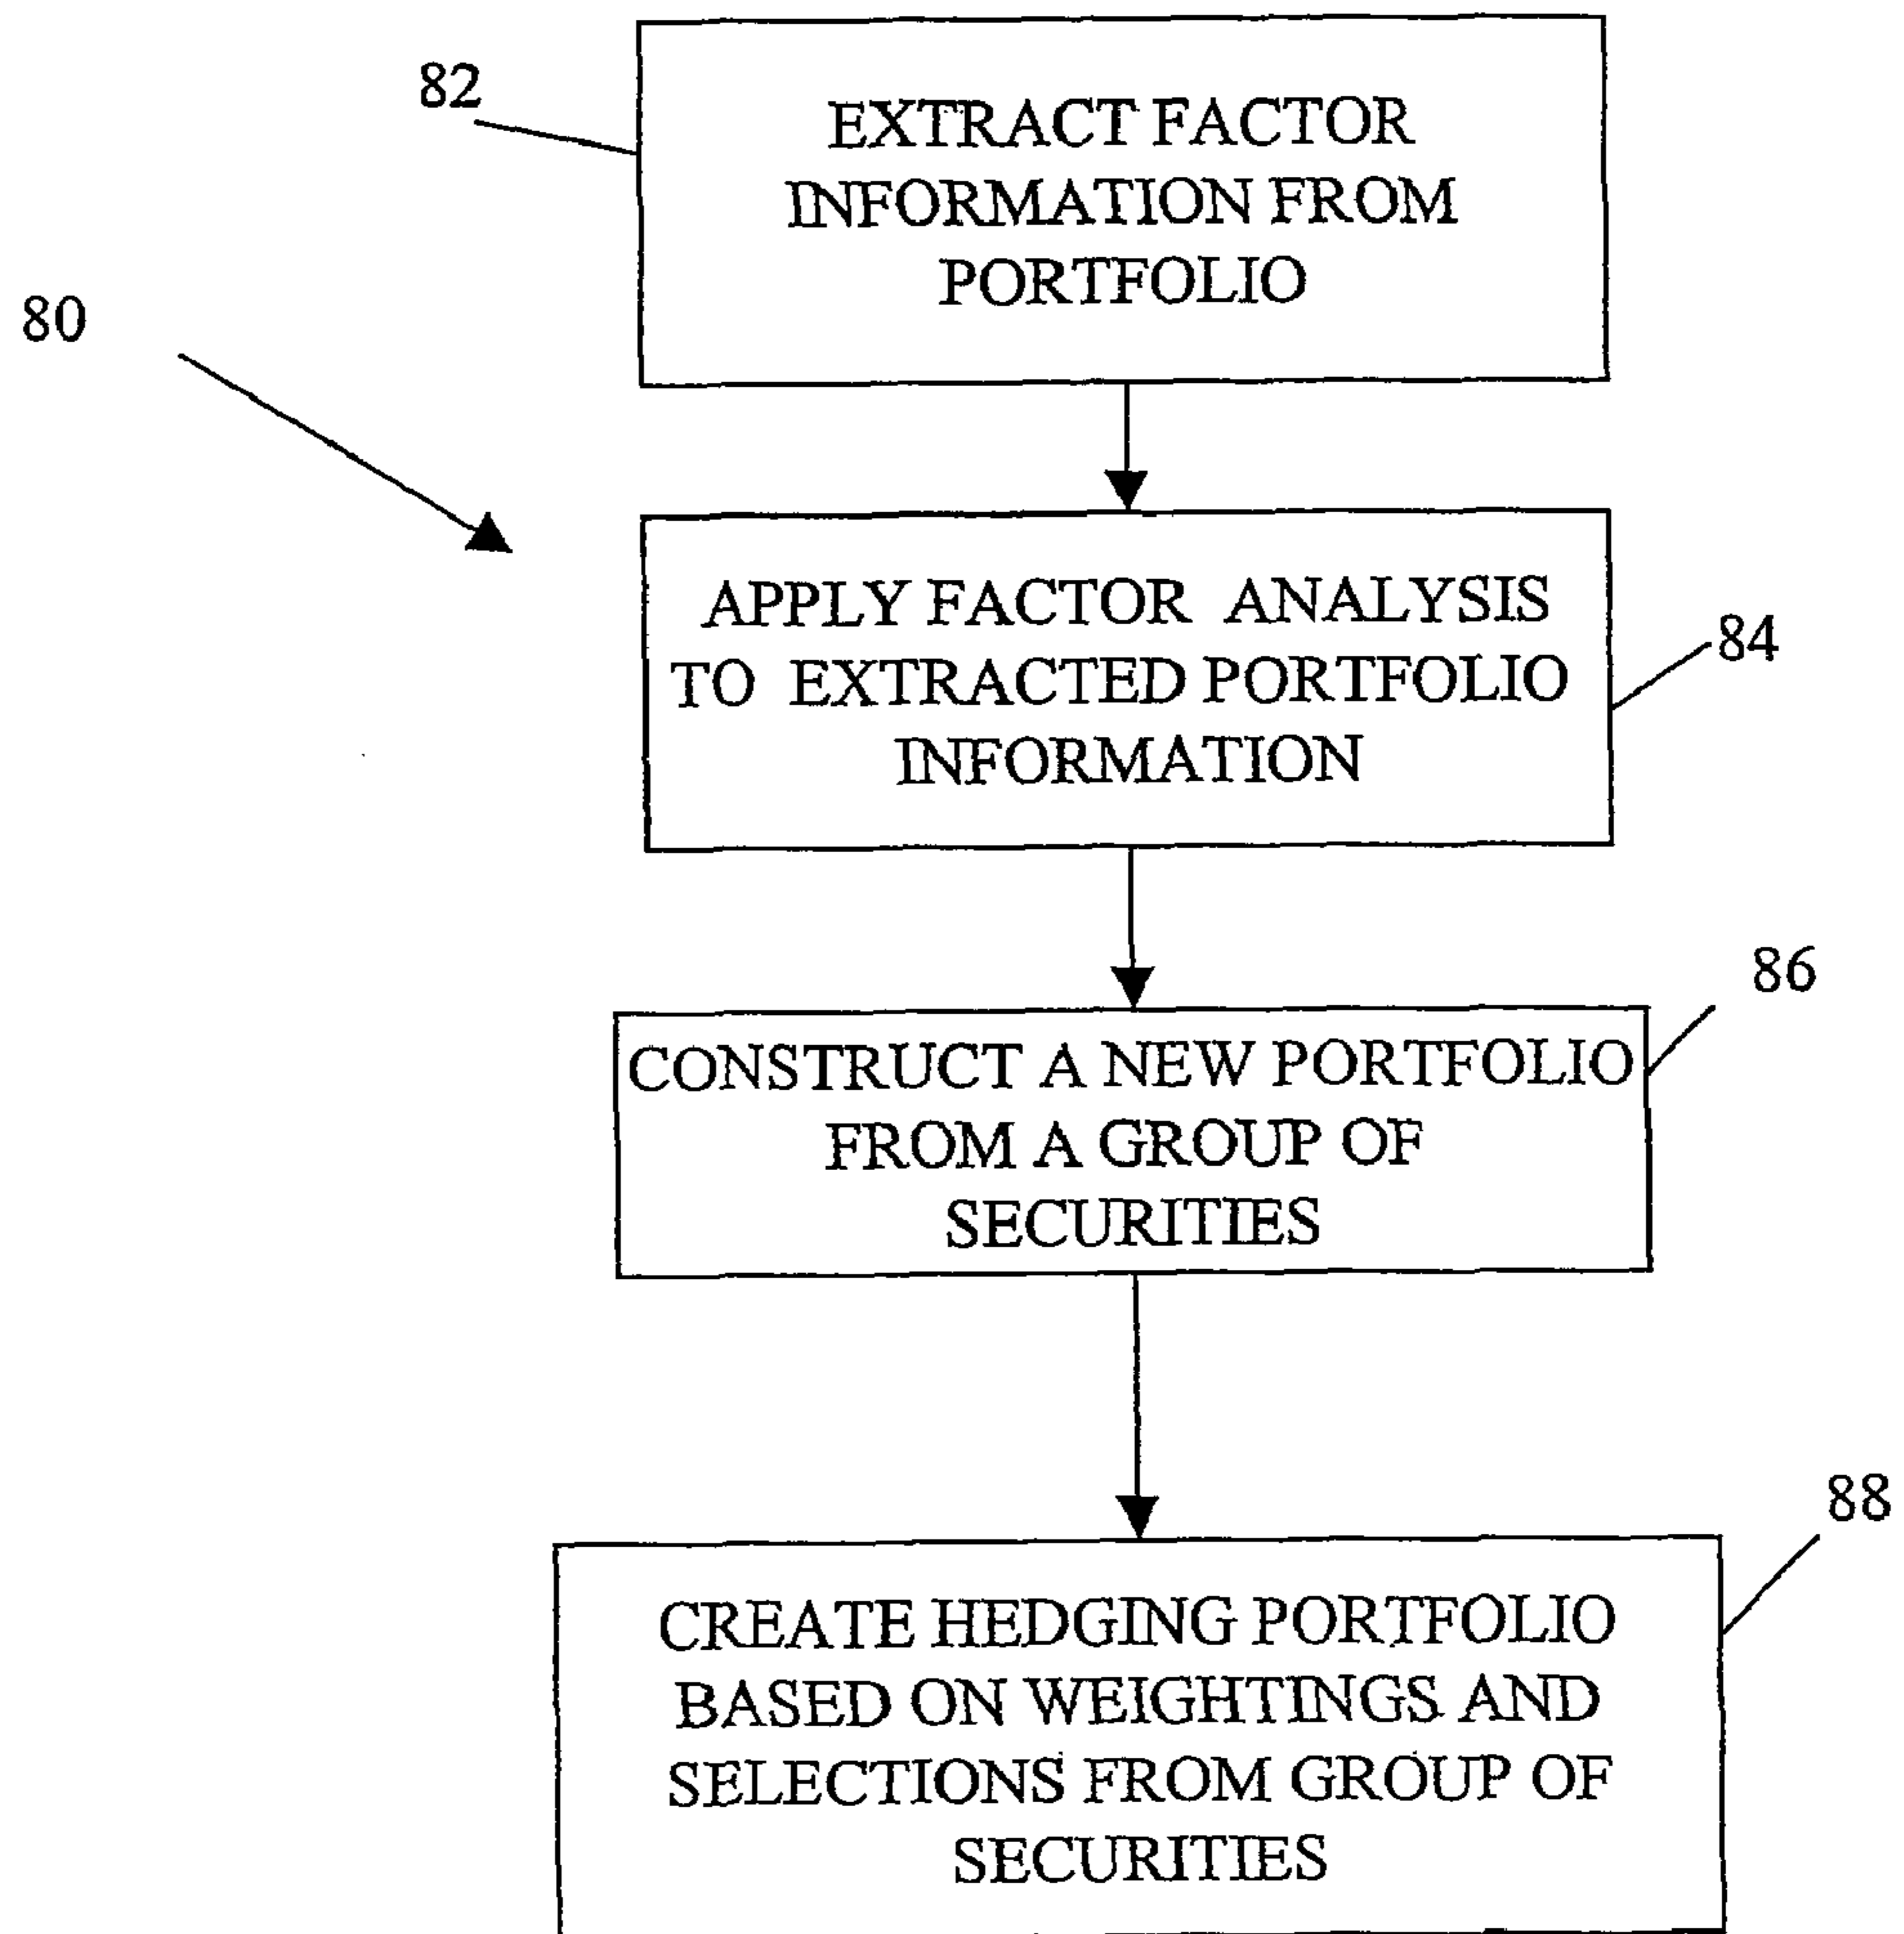 82
EXTRACT FACTOR
INFORMATION FROM
PORTFOLIO
80
APPLY FACTOR ANALYSIS
TO EXTRACTED PORTFOLIO
INFORMATION
84
86
CONSTRUCT A NEW PORTFOLIO
FROM A GROUP OF
SECURITIES
88
CREATE HEDGING PORTFOLIO
BASED ON WEIGHTINGS AND
SELECTIONS FROM GROUP OF
SECURITIES